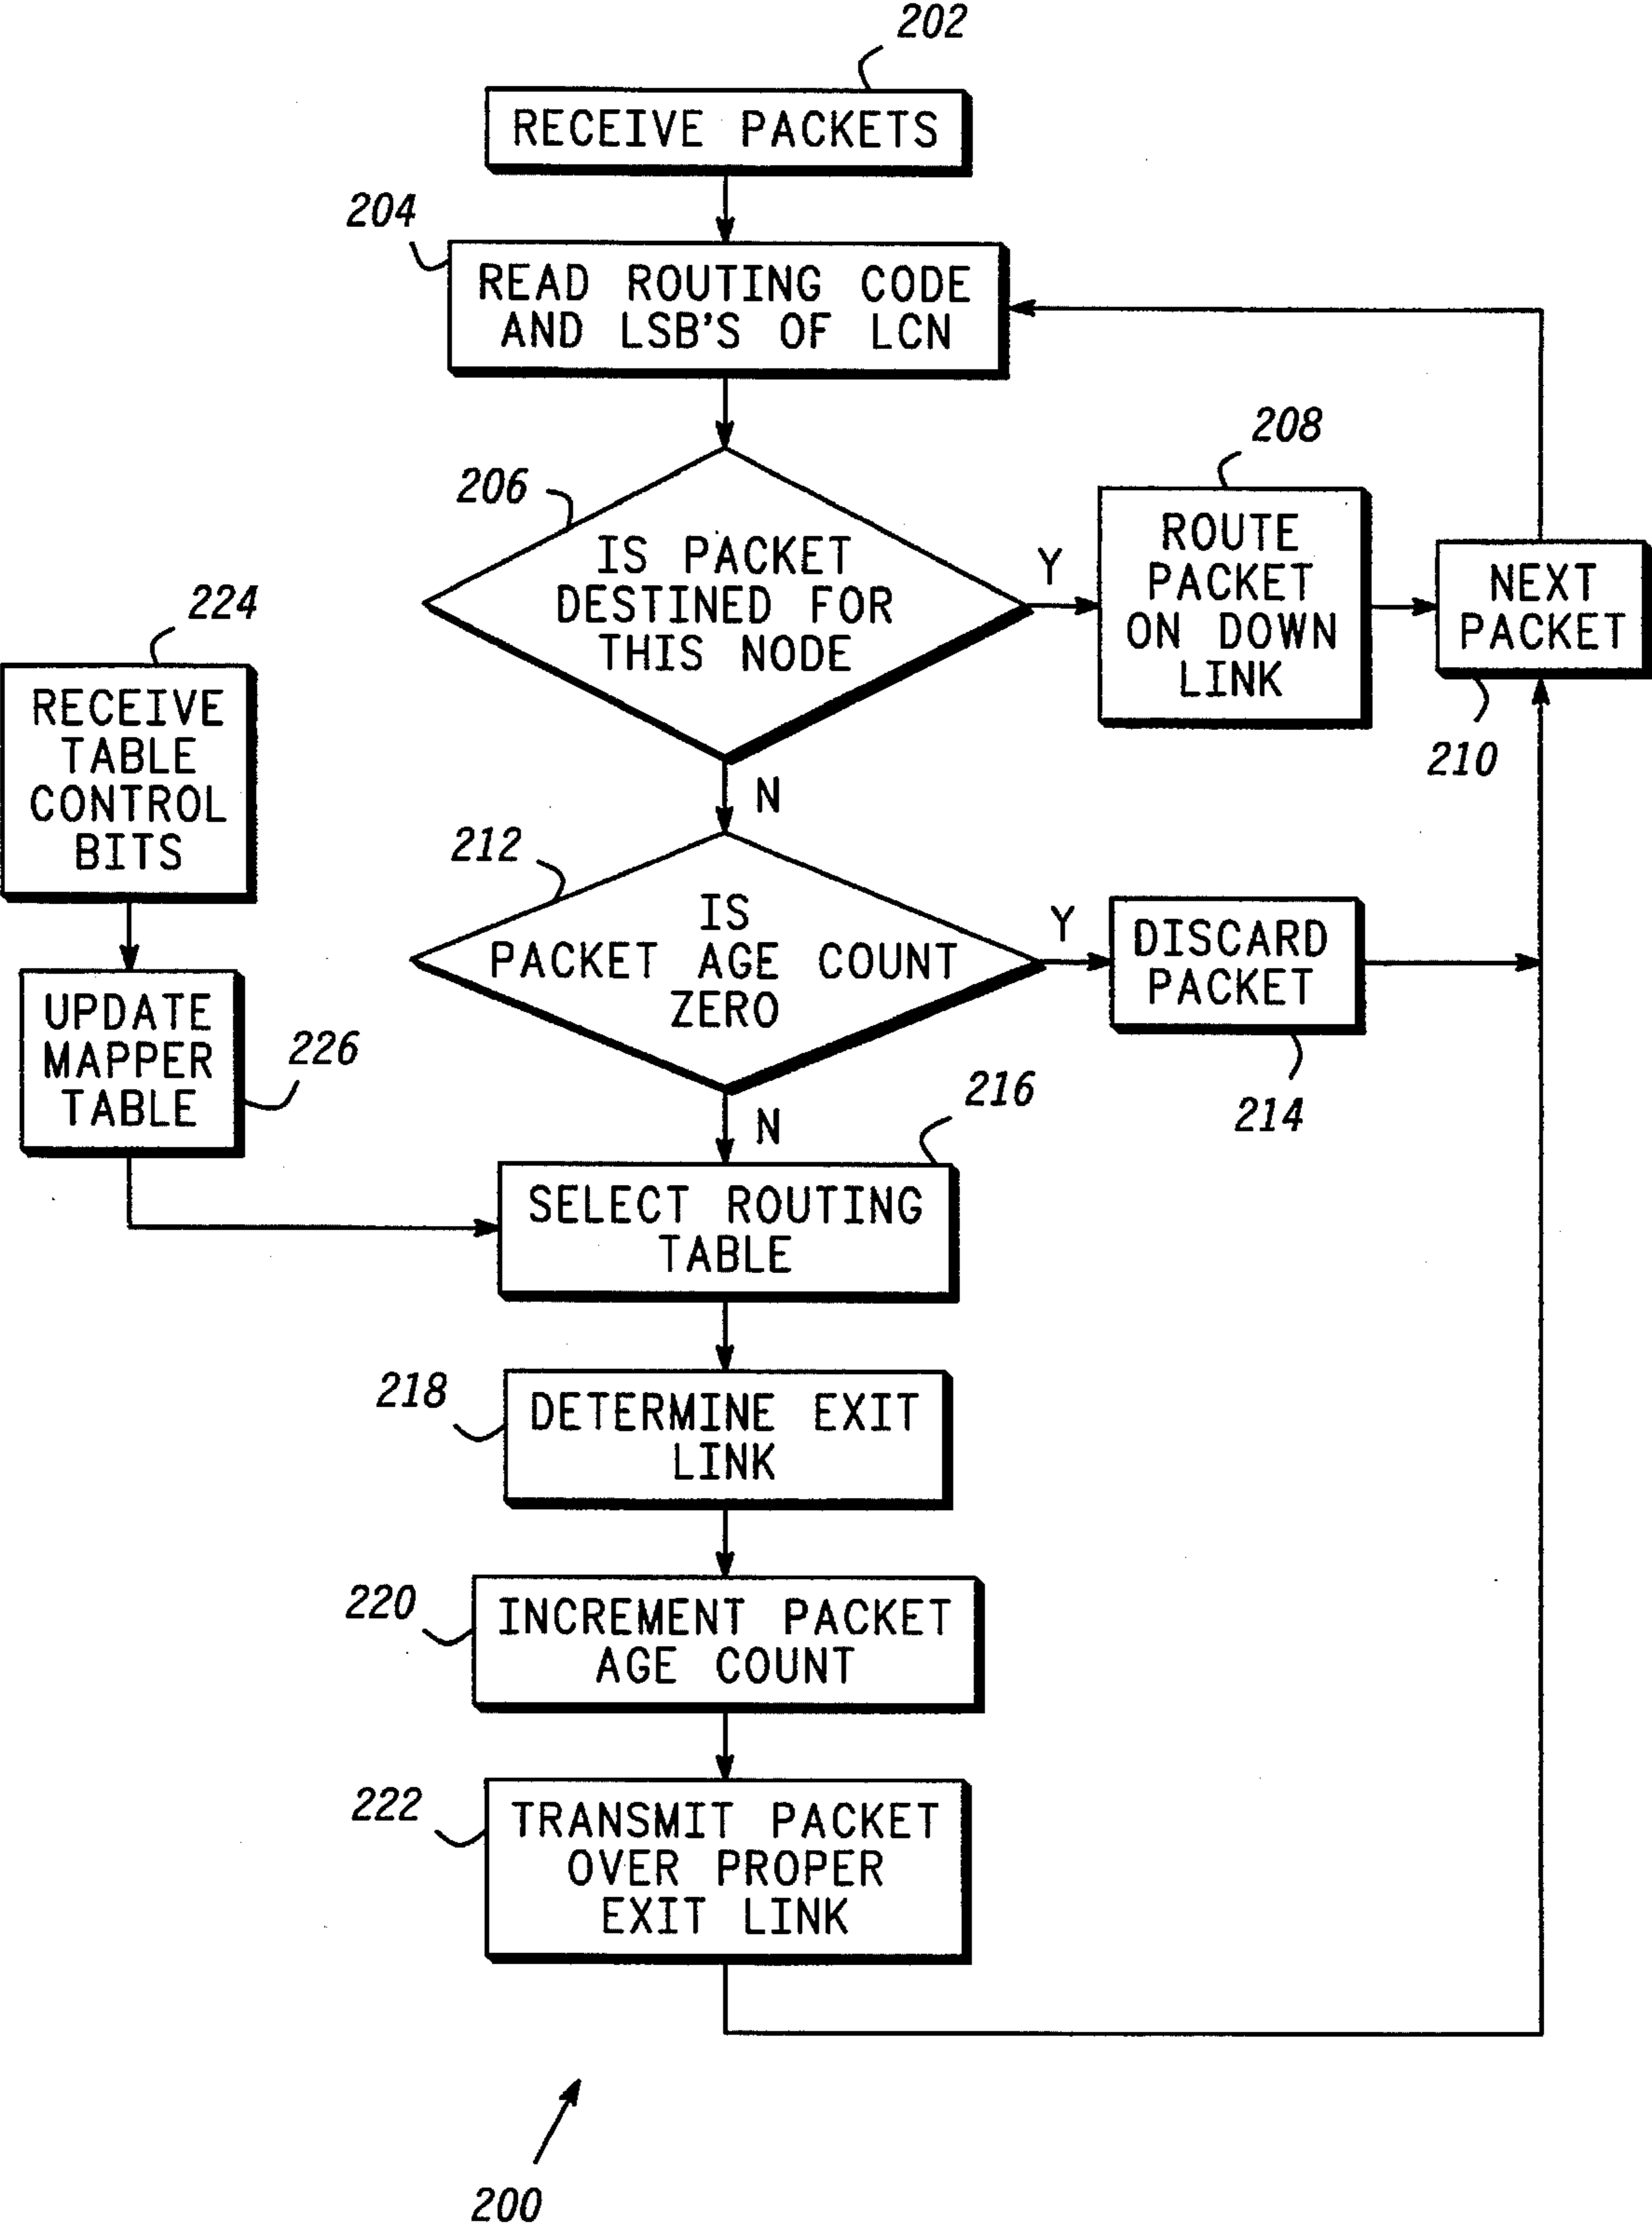 202
RECEIVE PACKETS
204
READ ROUTING CODE
AND LSB'S OF LCN
206
IS PACKET
DESTINED FOR
THIS NODE
Y
208
ROUTE
PACKET
ON DOWN
LINK
NEXT
PACKET
210
N
224
RECEIVE
TABLE
CONTROL
BITS
212
IS
PACKET AGE COUNT
ZERO
Y
DISCARD
PACKET
214
N
UPDATE
MAPPER
TABLE
226
216
SELECT ROUTING
TABLE
218
DETERMINE EXIT
LINK
220
INCREMENT PACKET
AGE COUNT
222
TRANSMIT PACKET
OVER PROPER
EXIT LINK
200